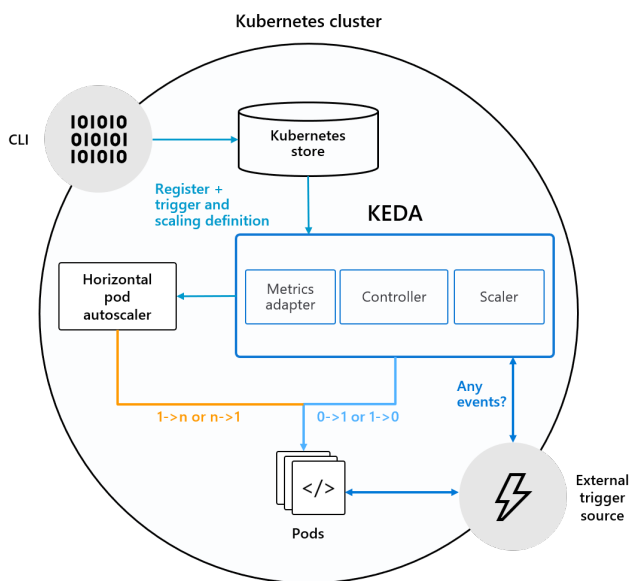 Kubernetes cluster
CLI
101010
010101
101010
Kubernetes
store
Register +
trigger and
scaling definition
KEDA
Horizontal
pod
autoscaler
Metrics
adapter
Controller
Scaler
Any
events?
1->n or n->1
0->1 or 1->0
</>
Pods
External
trigger
source